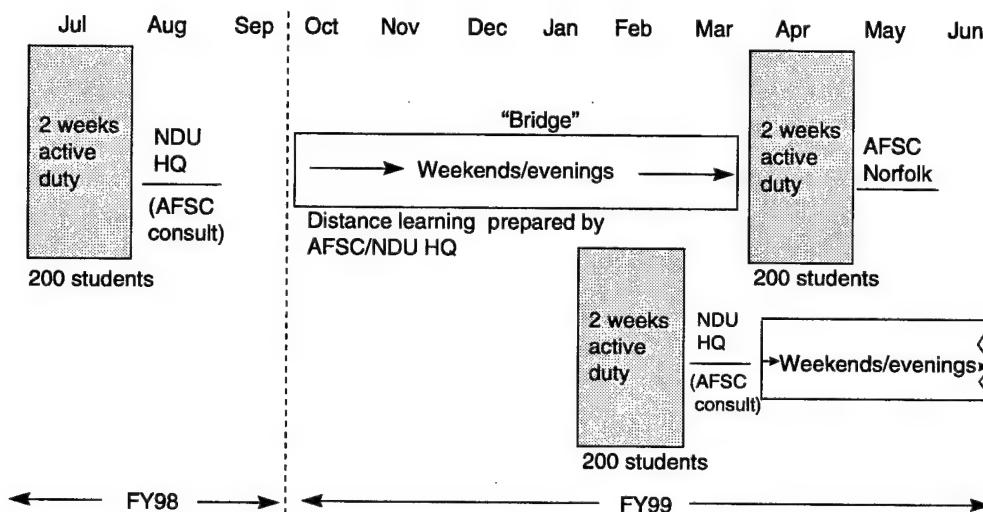 Jul Aug Sep Oct Nov Dec Jan Feb Mar Apr May Jun
2 weeks
active
duty
NDU
HQ
(AFSC
consult)
200 students
"Bridge"
Weekends/evenings
Distance learning prepared by
AFSC/NDU HQ
2 weeks
active
duty
AFSC
Norfolk
200 students
2 weeks
active
duty
NDU
HQ
(AFSC
consult)
Weekends/evenings
200 students
FY98 FY99